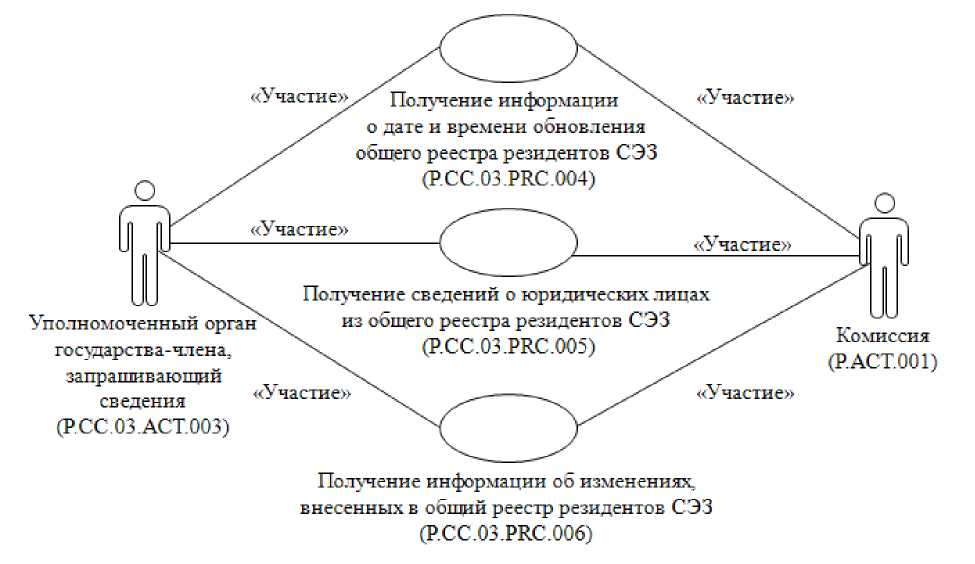 «Участие»
«Участие»
Получение информации
о дате и времени обновления
общего реестра резидентов СЭЗ
(P.CC.03.PRC.004)
«Участие»
«Участие»
Получение сведений о юридических лицах
из общего реестра резидентов СЭЗ
(P.CC.03.PRC.005)
Уполномоченный орган
государства-члена,
запрашивающий
сведения
(P.CC.03.ACT.003)
Комиссия
(P.ACT.001)
«Участие»
«Участие»
Получение информации об изменениях,
внесенных в общий реестр резидентов СЭЗ
(P.CC.03.PRC.006)